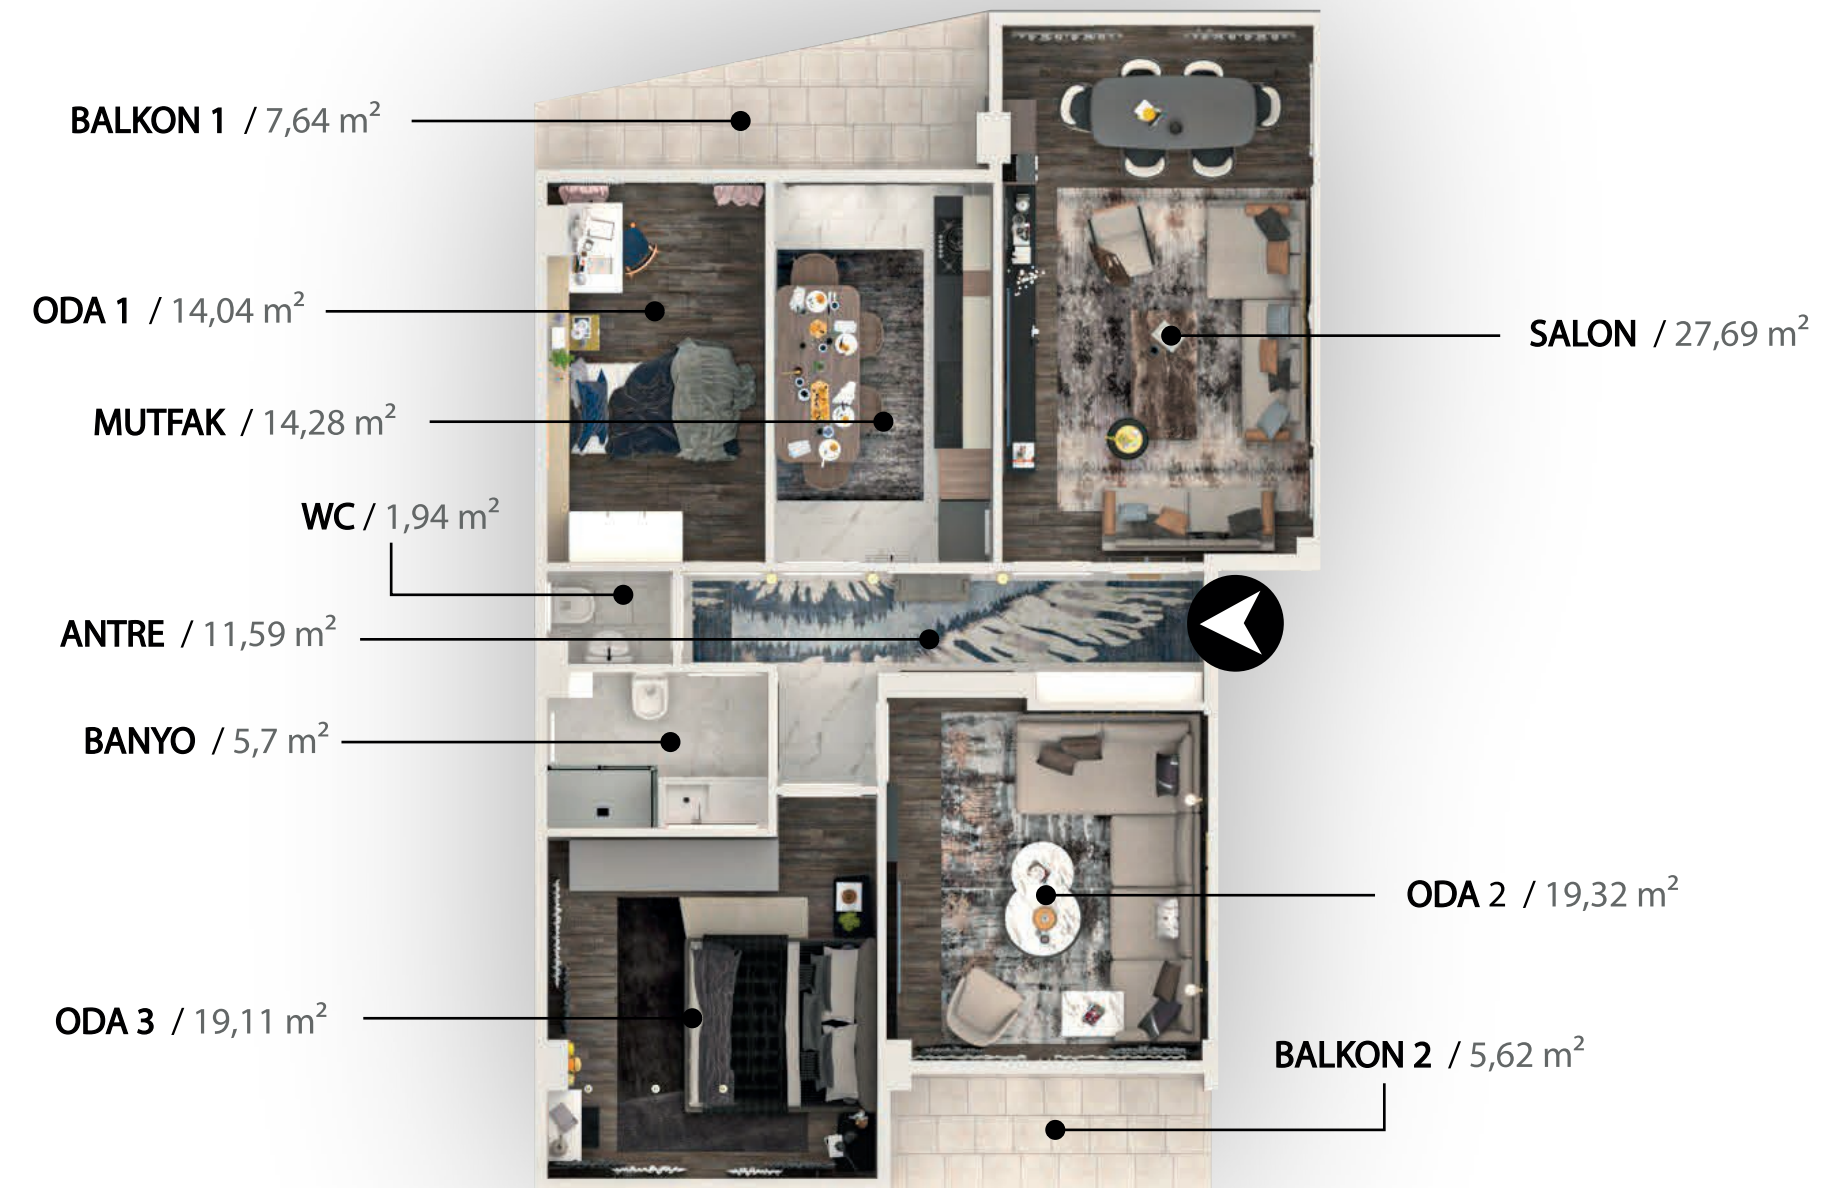 BALKON 1 / 7,64 m²
ODA 1 / 14,04 m²
SALON / 27,69 m²
MUTFAK / 14,28 m²
WC / 1,94 m²
ANTRE / 11,59 m²
BANYO / 5,7 m²
ODA 2 / 19,32 m²
ODA 3 / 19,11 m²
BALKON 2 / 5,62 m²